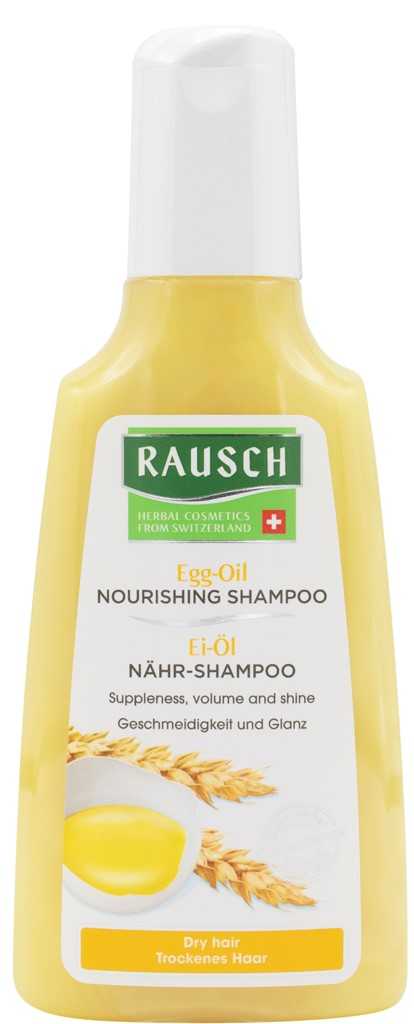 RAUSCH
HERBAL COSMETICS
FROM SWITZERLAND
Egg-Oil
NOURISHING SHAMPOO
Ei-Öl
NÄHR-SHAMPOO
Suppleness, volume and shine
Geschmeidigkeit und Glanz
Dry hair
Trockenes Haar